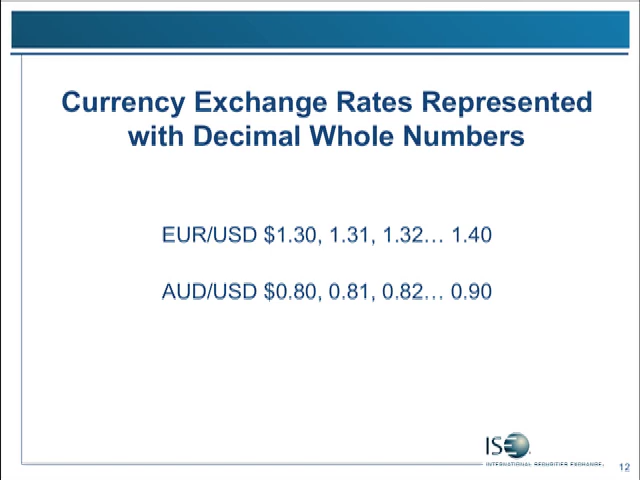 Currency Exchange Rates Represented
with Decimal Whole Numbers
EUR/USD $1.30, 1.31, 1.32… 1.40
AUD/USD $0.80, 0.81, 0.82… 0.90
ISE
INTERNATIONAL SECURITIES EXCHANGE.
12